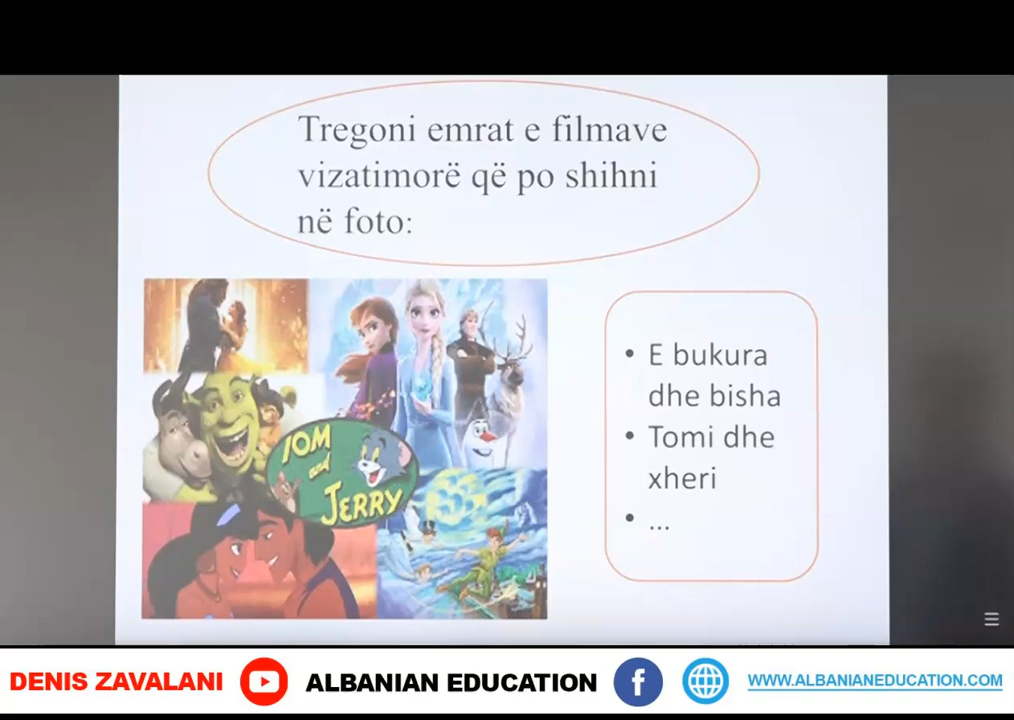 Tregoni emrat e filmave
vizatimorë që po shihni
në foto:
TOM
and
JERRY
• E bukura
dhe bisha
• Tomi dhe
xheri
• ...
DENIS ZAVALANI
ALBANIAN EDUCATION
f
WWW.ALBANIANEDUCATION.COM